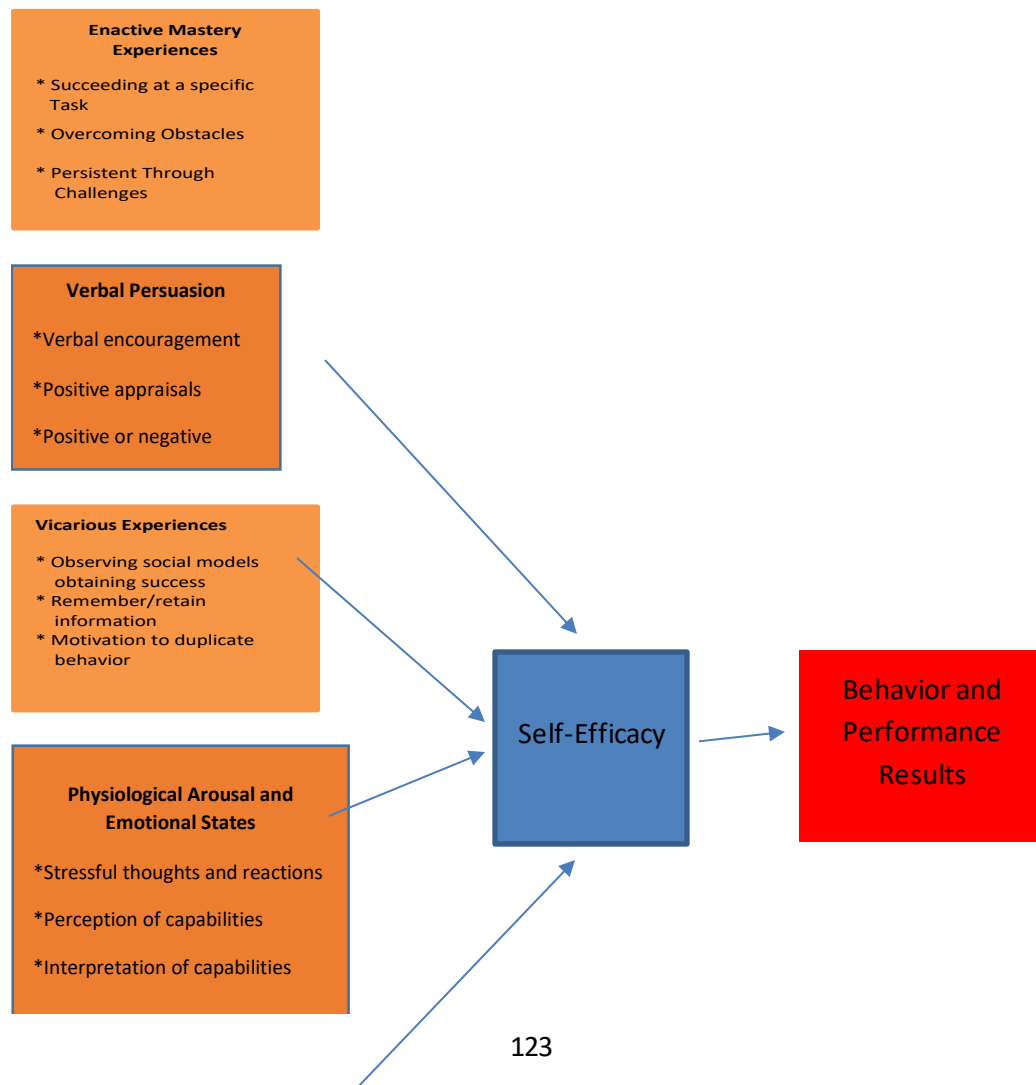 Enactive Mastery
Experiences
* Succeeding at a specific
Task
* Overcoming Obstacles
* Persistent Through
Challenges
Verbal Persuasion
*Verbal encouragement
*Positive appraisals
*Positive or negative
Vicarious Experiences
* Observing social models
obtaining success
* Remember/retain
information
* Motivation to duplicate
behavior
Physiological Arousal and
Emotional States
*Stressful thoughts and reactions
*Perception of capabilities
*Interpretation of capabilities
Self-Efficacy
Behavior and
Performance
Results
123